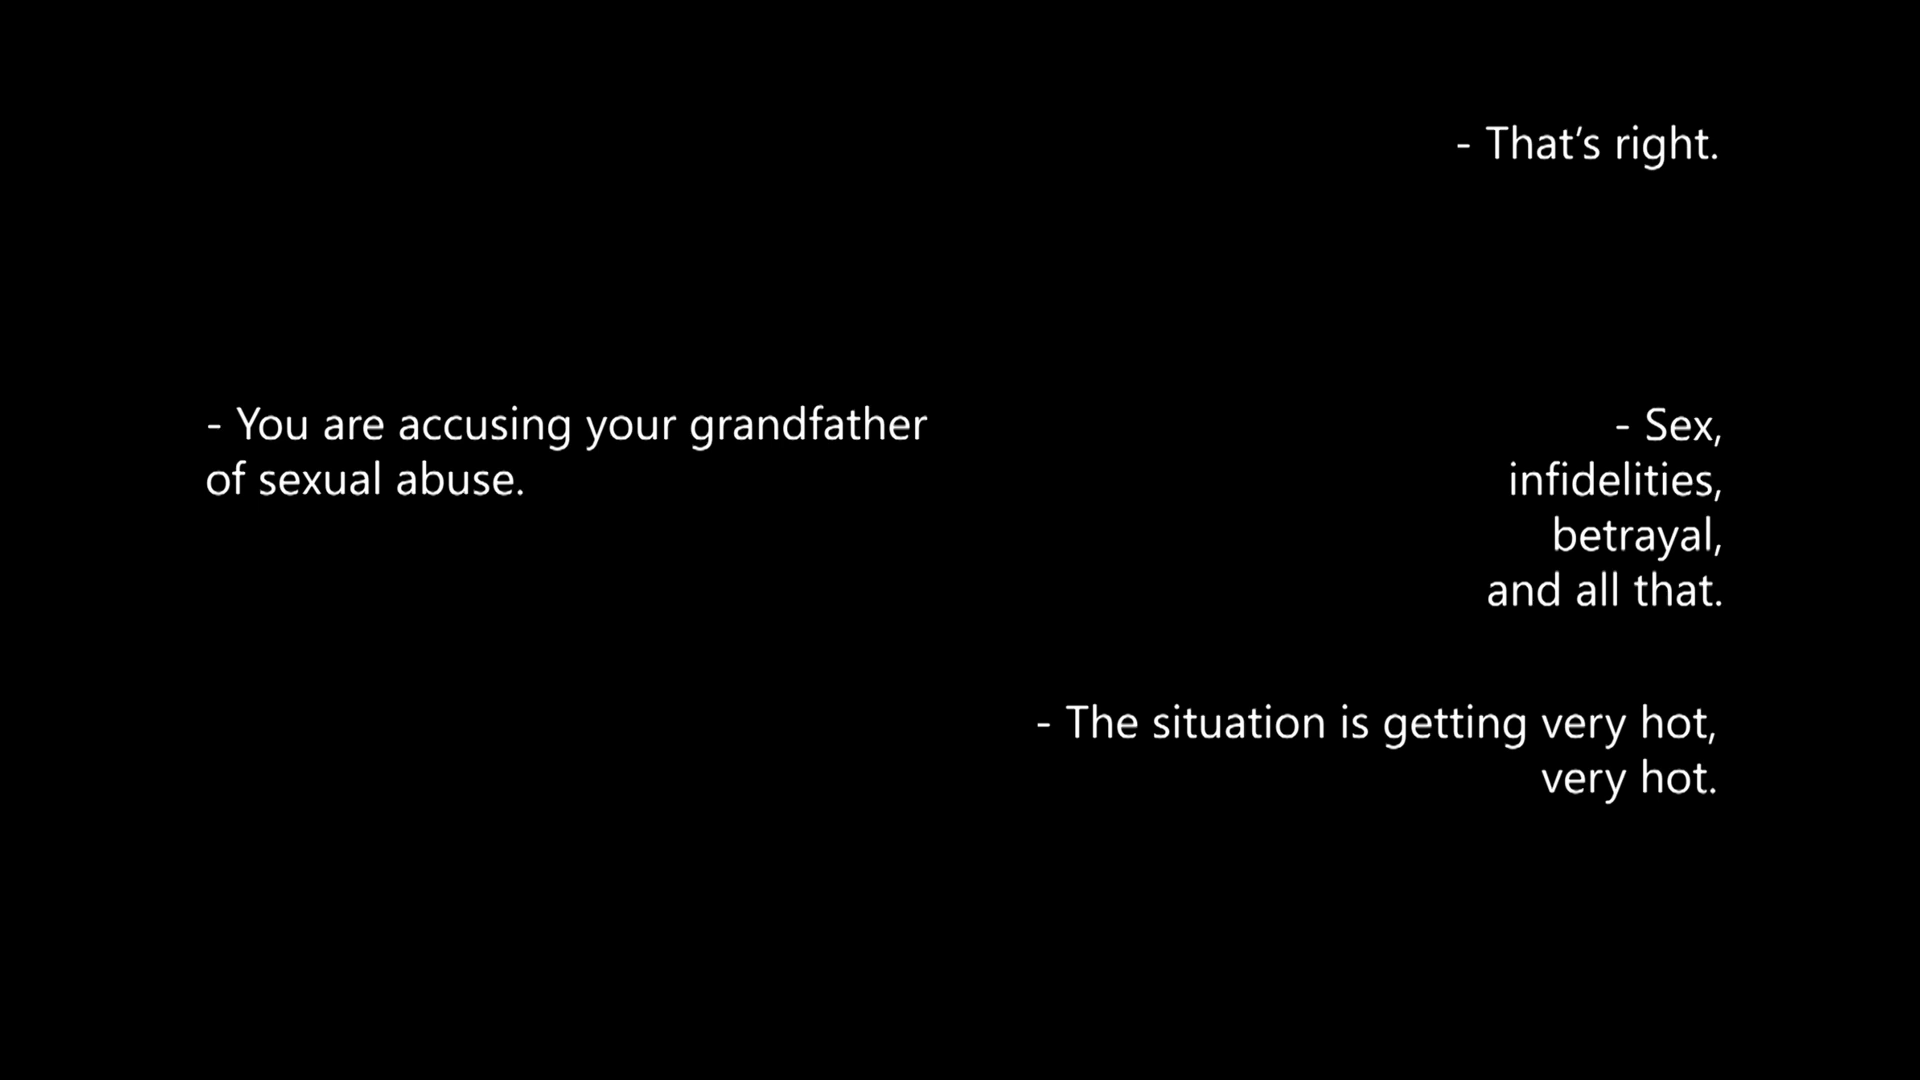 - That’s right.
- You are accusing your grandfather
of sexual abuse.
- Sex,
infidelities,
betrayal,
and all that.
- The situation is getting very hot,
very hot.